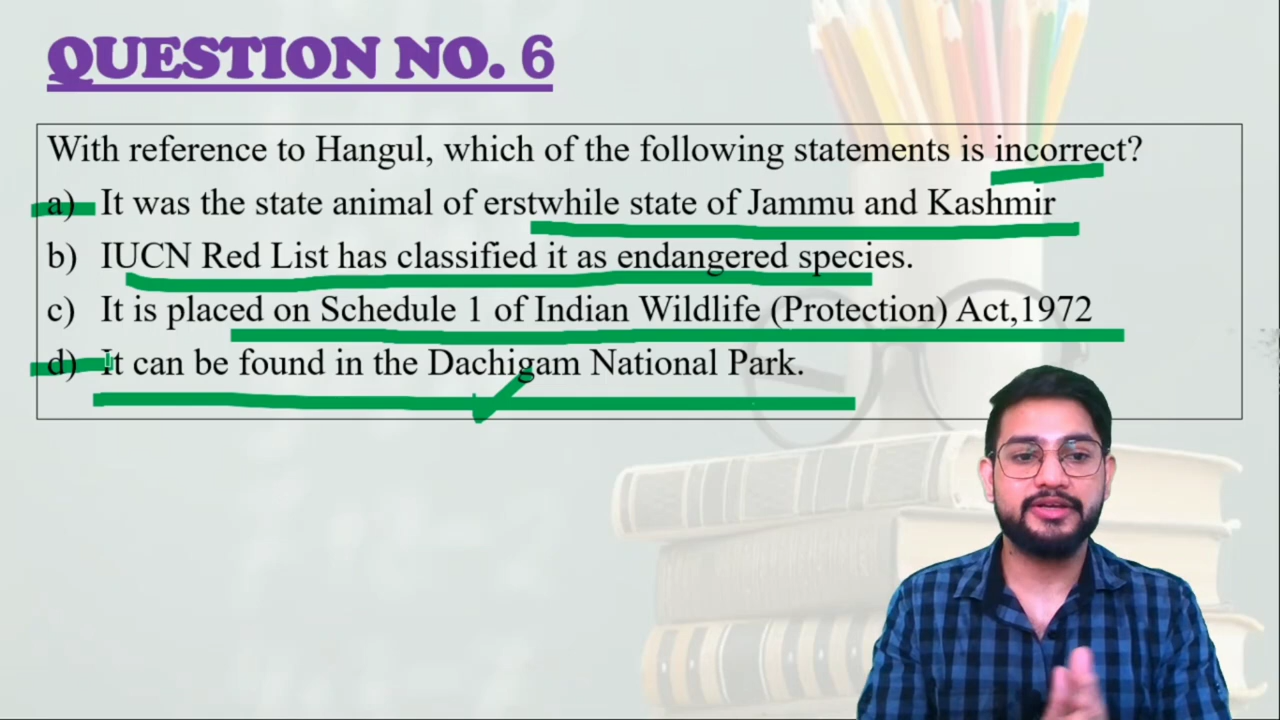 QUESTION NO. 6
With reference to Hangul, which of the following statements is incorrect?
a) It was the state animal of erstwhile state of Jammu and Kashmir
b) IUCN Red List has classified it as endangered species.
c) It is placed on Schedule 1 of Indian Wildlife (Protection) Act,1972
d) It can be found in the Dachigam National Park.